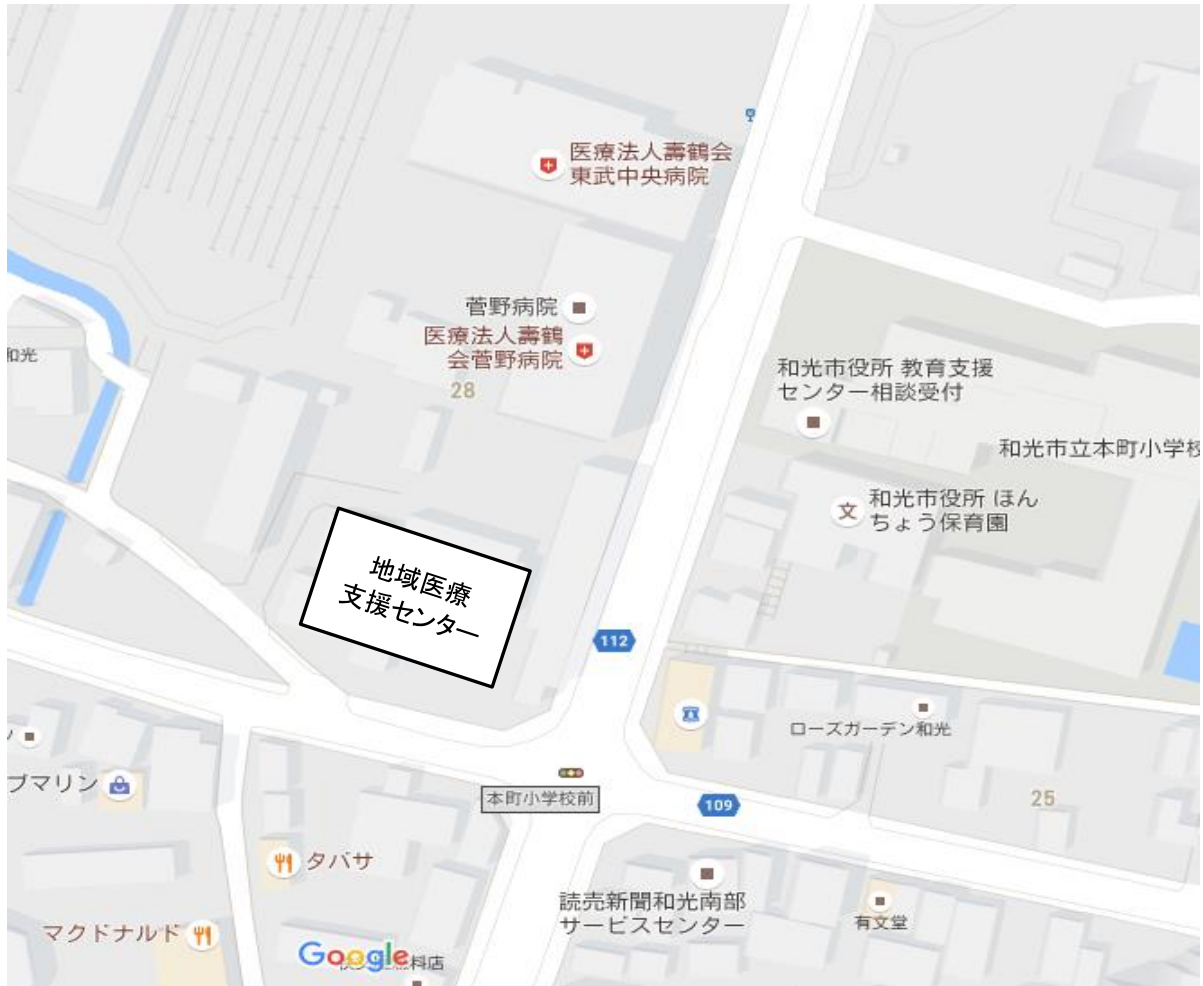 医療法人壽鶴会
東武中央病院
菅野病院
医療法人壽鶴
会菅野病院
28
和光
和光市役所 教育支援
センター相談受付
和光市立本町小学校
文
和光市役所 ほん
ちょう保育園
地域医療
支援センター
112
ローズガーデン和光
ブマリン
本町小学校前
109
25
タバサ
読売新聞和光南部
サービスセンター
有文堂
マクドナルド
Google
料店